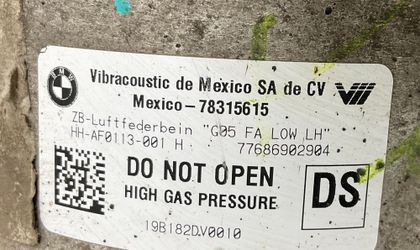 BMW
Vibracoustic de Mexico SA de CV
Mexico-78315615
ZB-Luftfederbein "G05 FA LOW LH"
HH-AF0113-001 H 77686902904
DO NOT OPEN
HIGH GAS PRESSURE
DS
19B182DV0010